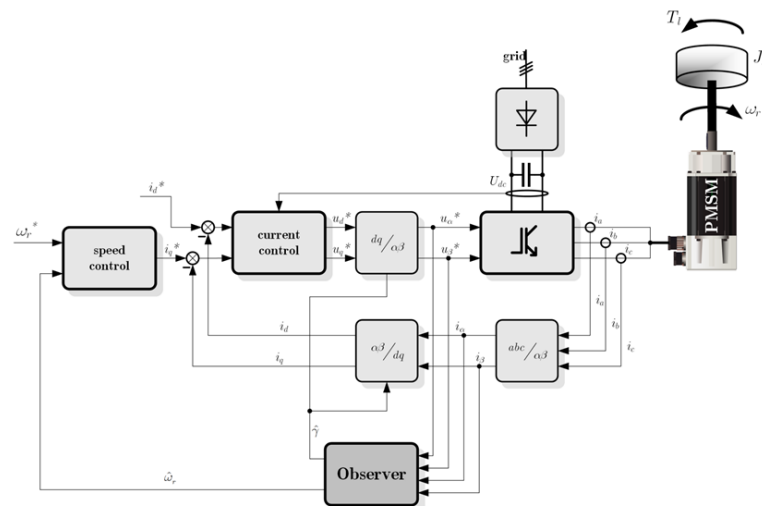 T_l
grid
J
ω_r
U_dc
i_d*
PMSM
ω_r*
speed
control
i_q*
current
control
u_d*
u_q*
dq/αβ
u_α*
u_β*
i_a
i_b
i_c
i_d
i_q
αβ/dq
i_α
i_β
abc/αβ
i_a
i_b
i_c
γ̂
ω̂_r
Observer